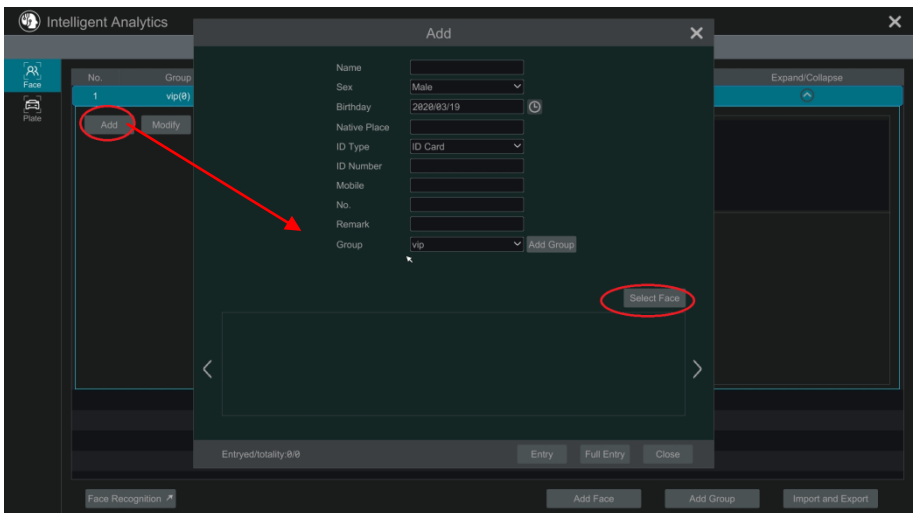 Intelligent Analytics
Add
Face
Plate
No. Group Expand/Collapse
1 vip(0)
Add Modify
Name
Sex Male
Birthday 2020/03/19
Native Place
ID Type ID Card
ID Number
Mobile
No.
Remark
Group vip Add Group
Select Face
Entryed/totality:0/0 Entry Full Entry Close
Face Recognition Add Face Add Group Import and Export